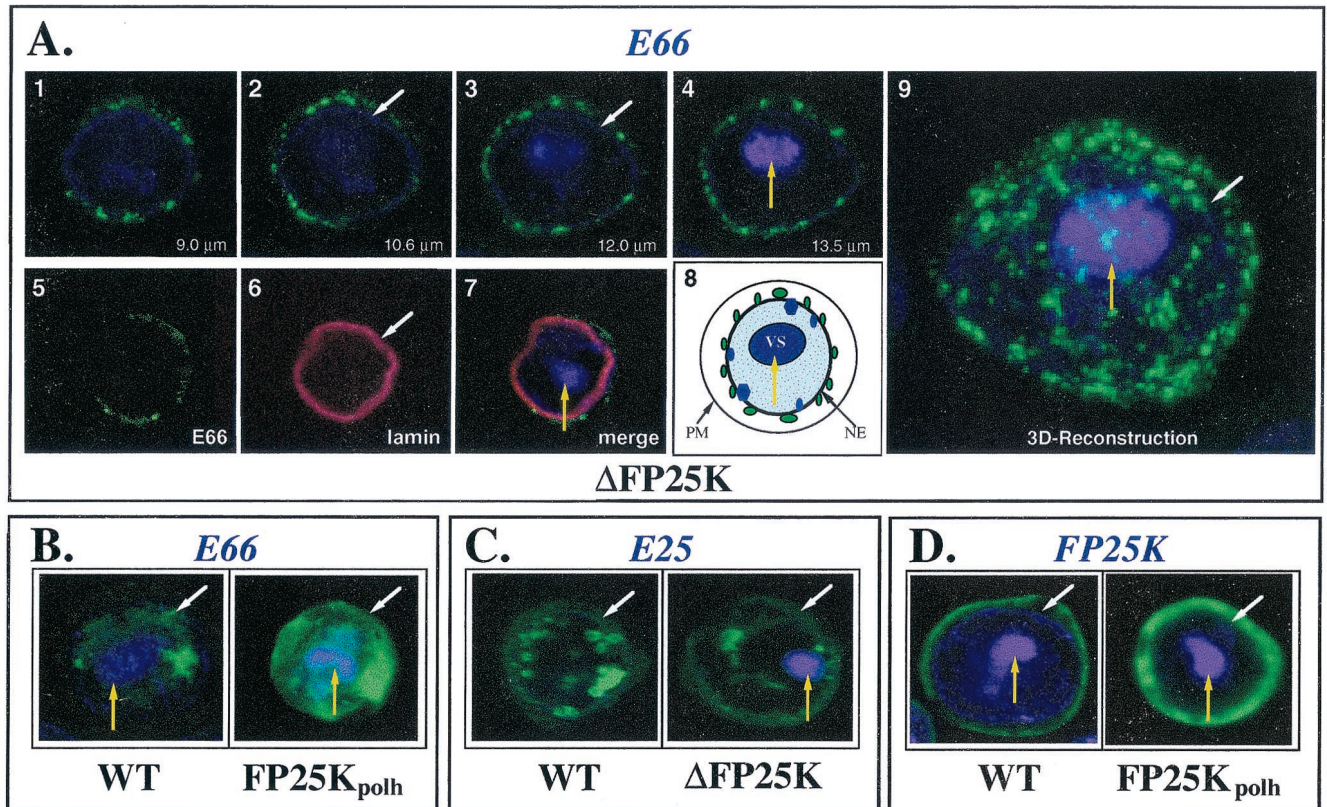 A.
E66
1
2
3
4
9
9.0 µm
10.6 µm
12.0 µm
13.5 µm
5
6
7
8
VS
E66
lamin
merge
PM
NE
3D-Reconstruction
ΔFP25K
B.
E66
C.
E25
D.
FP25K
WT
FP25Kpolh
WT
ΔFP25K
WT
FP25Kpolh